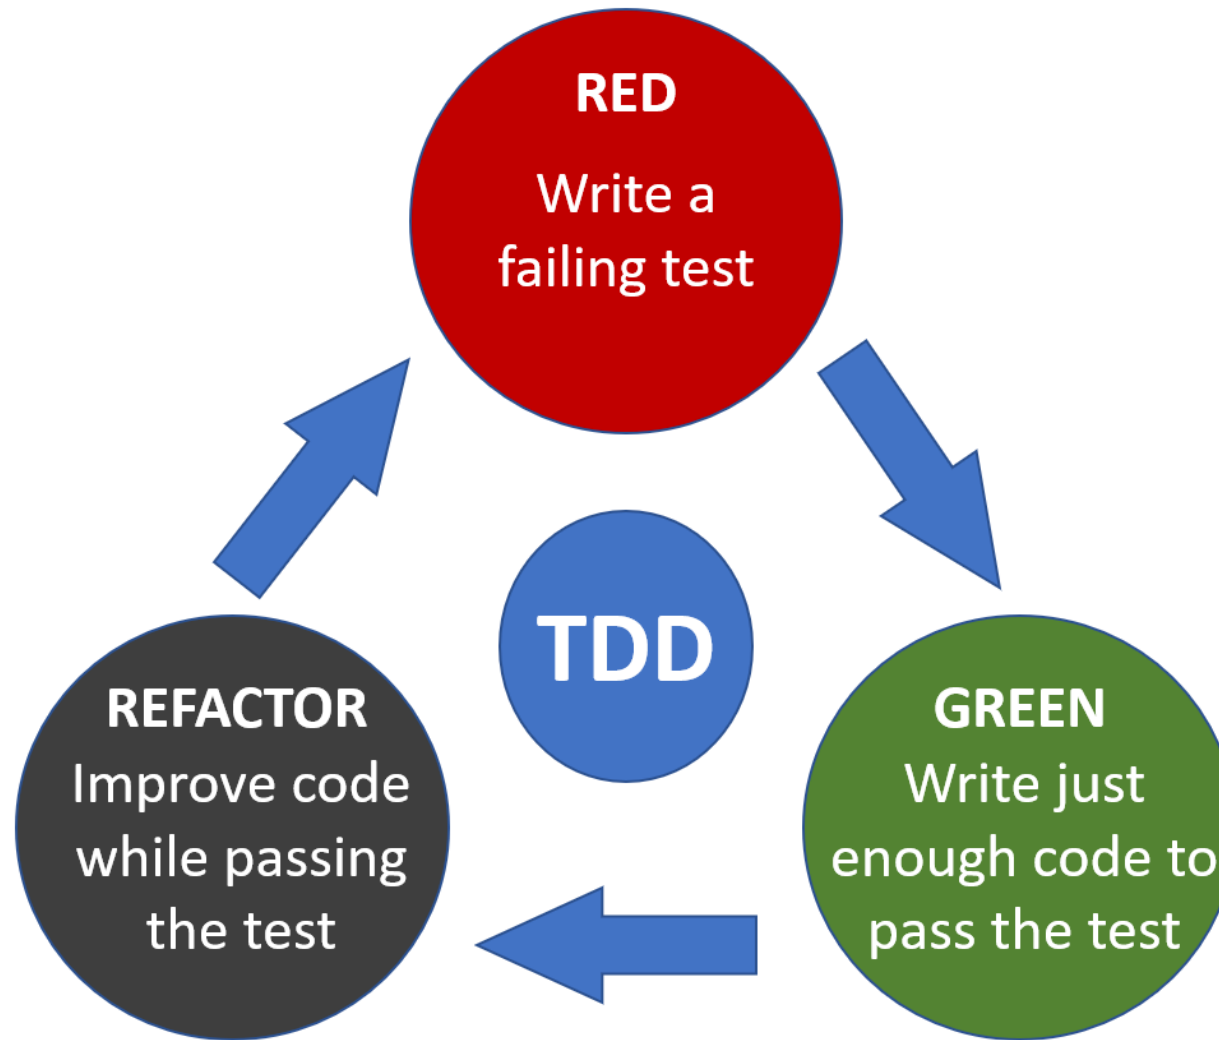 RED
Write a
failing test
TDD
REFACTOR
Improve code
while passing
the test
GREEN
Write just
enough code to
pass the test